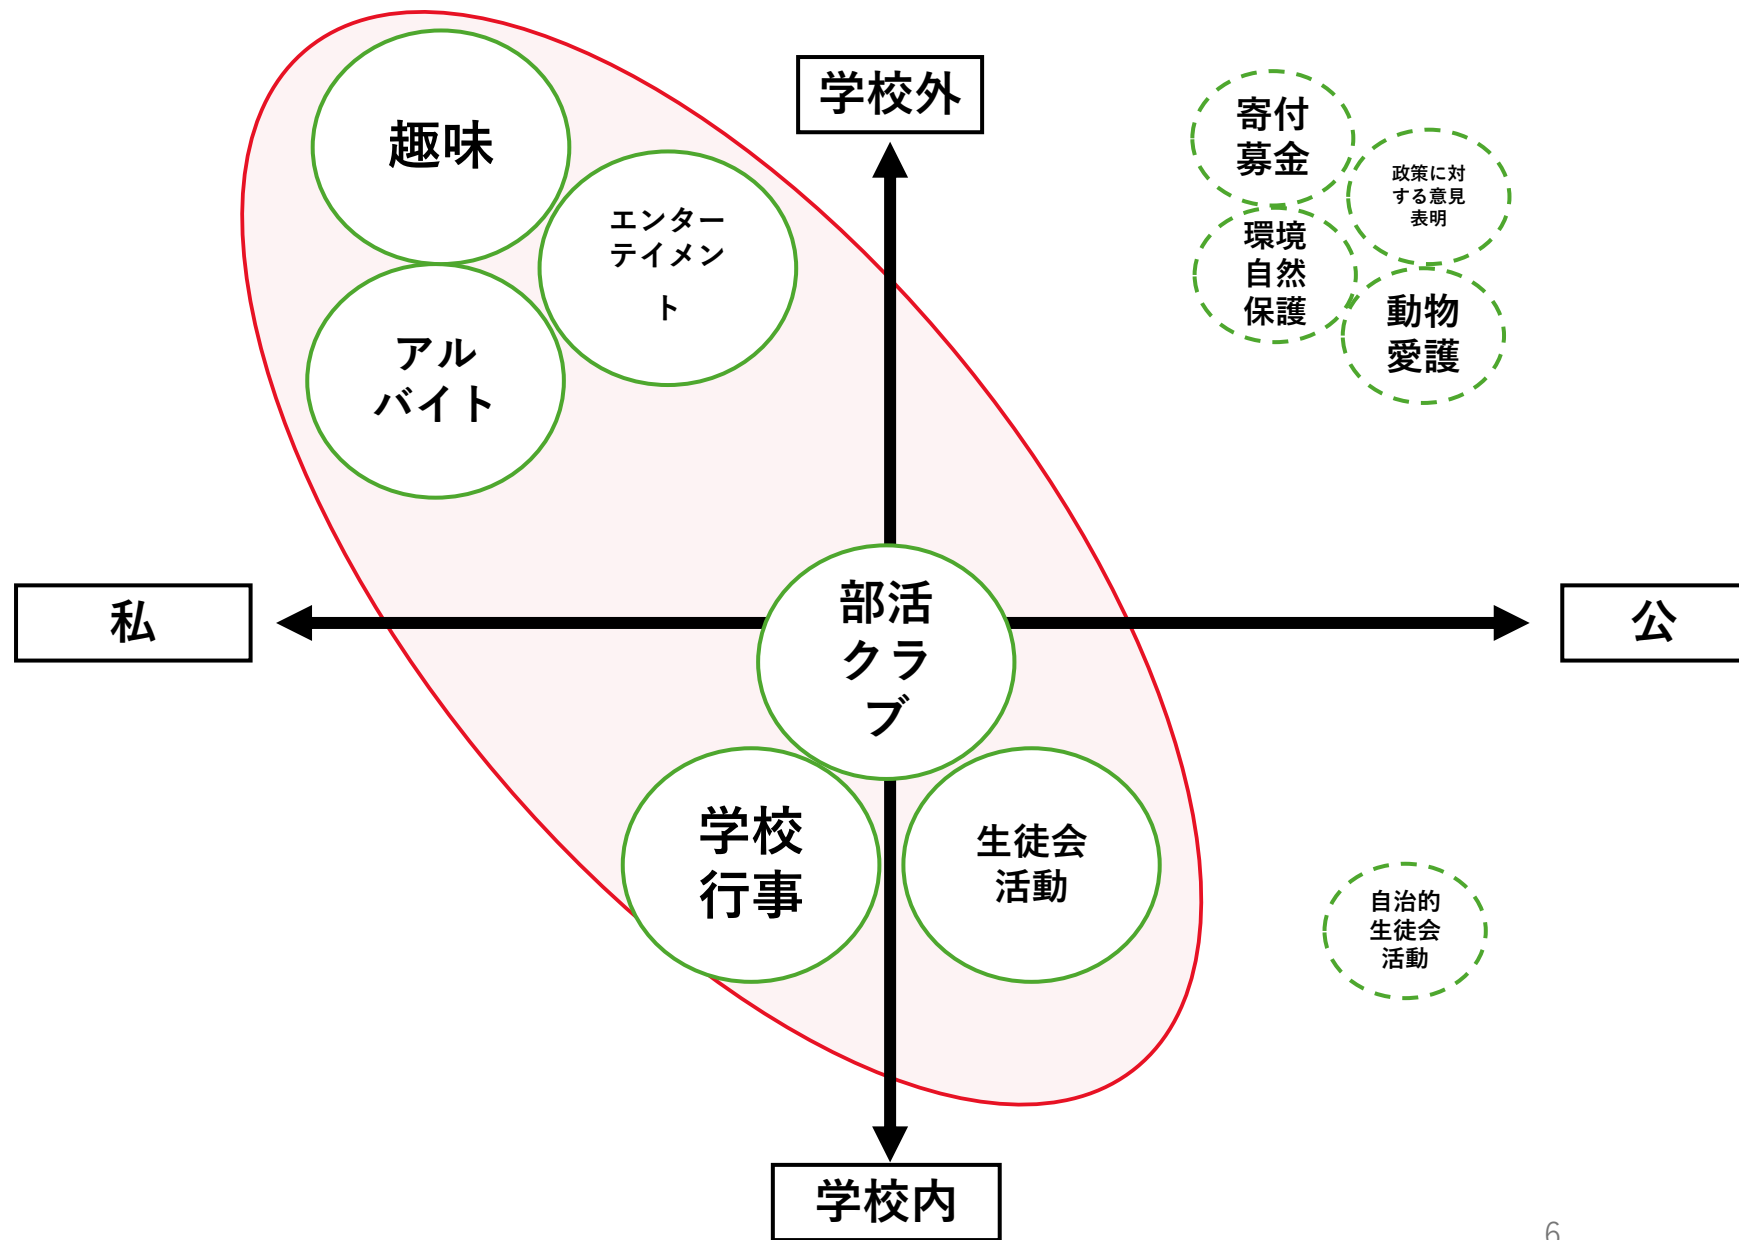 学校外
趣味
エンター
テイメン
ト
アル
バイト
寄付
募金
政策に対
する意見
表明
環境
自然
保護
動物
愛護
私
部活
クラ
ブ
公
学校
行事
生徒会
活動
自治的
生徒会
活動
学校内
6